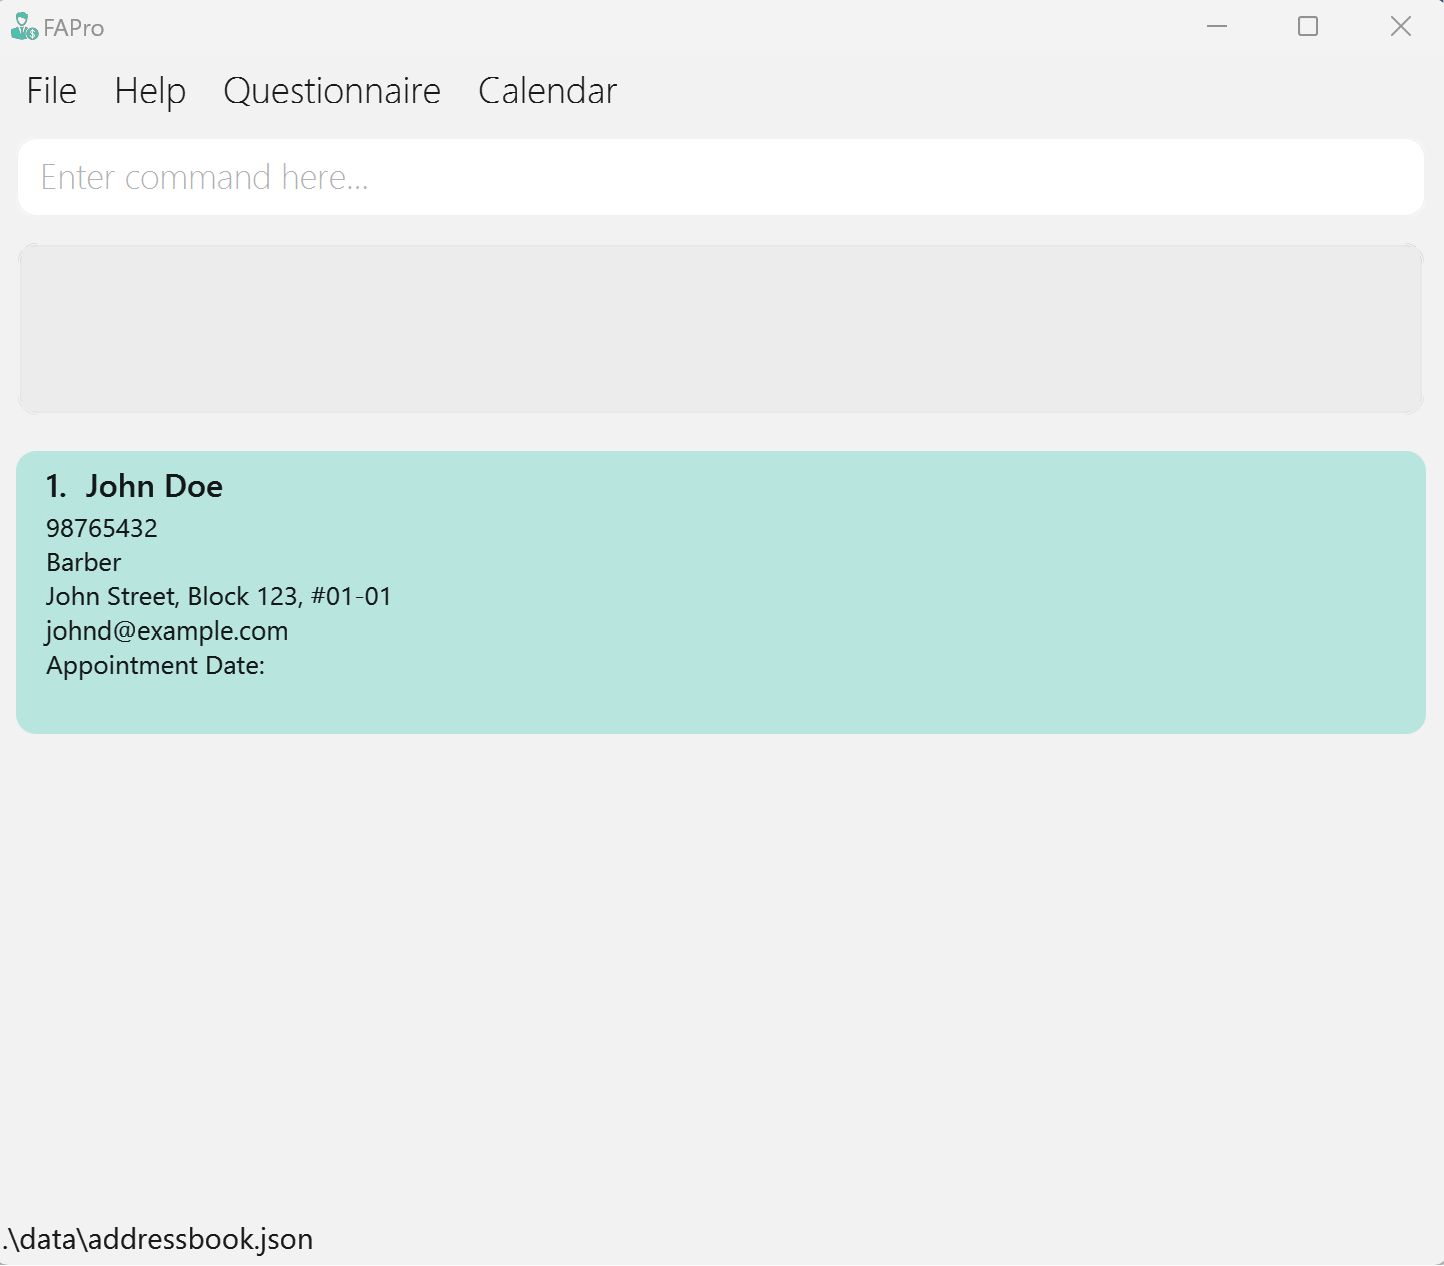 FAPro
File Help Questionnaire Calendar
Enter command here...
1. John Doe
98765432
Barber
John Street, Block 123, #01-01
johnd@example.com
Appointment Date:
.\data\addressbook.json